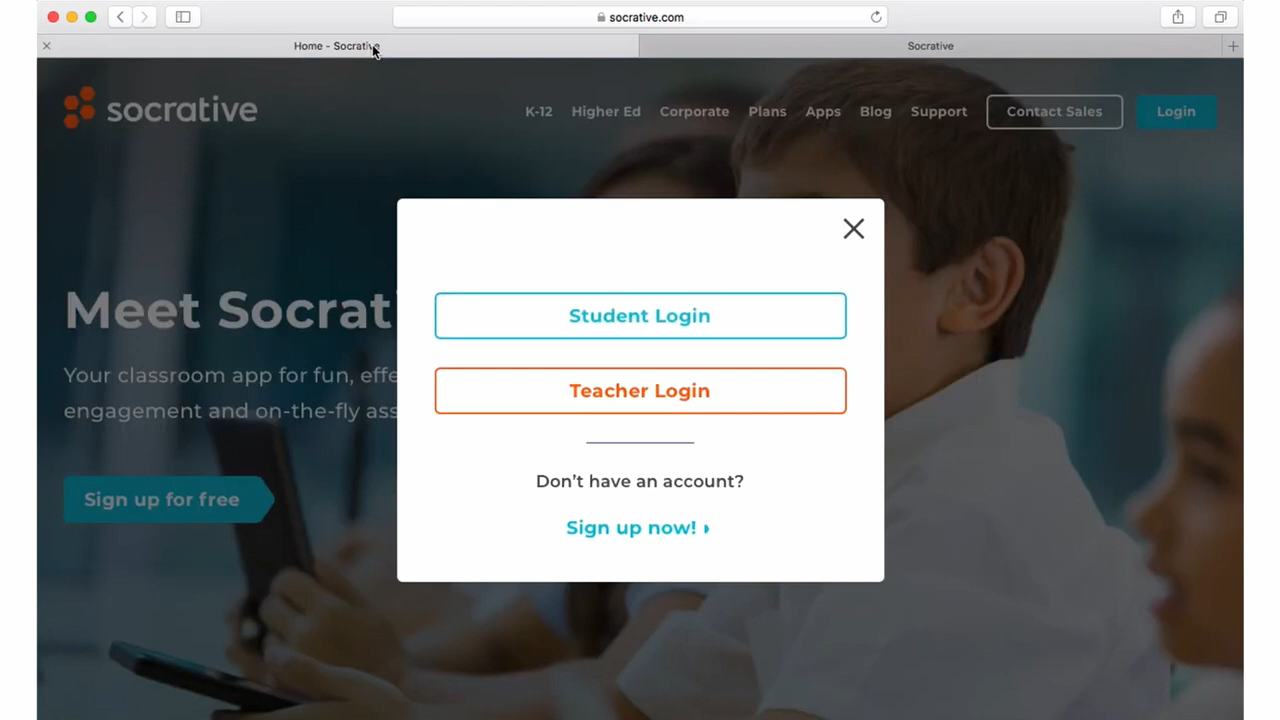 socrative.com
Home - Socrative
Socrative
socrative
K-12 Higher Ed Corporate Plans Apps Blog Support Contact Sales Login
Student Login
Meet Socrati
Your classroom app for fun, effe
Teacher Login
engagement and on-the-fly ass
Don't have an account?
Sign up for free
Sign up now!